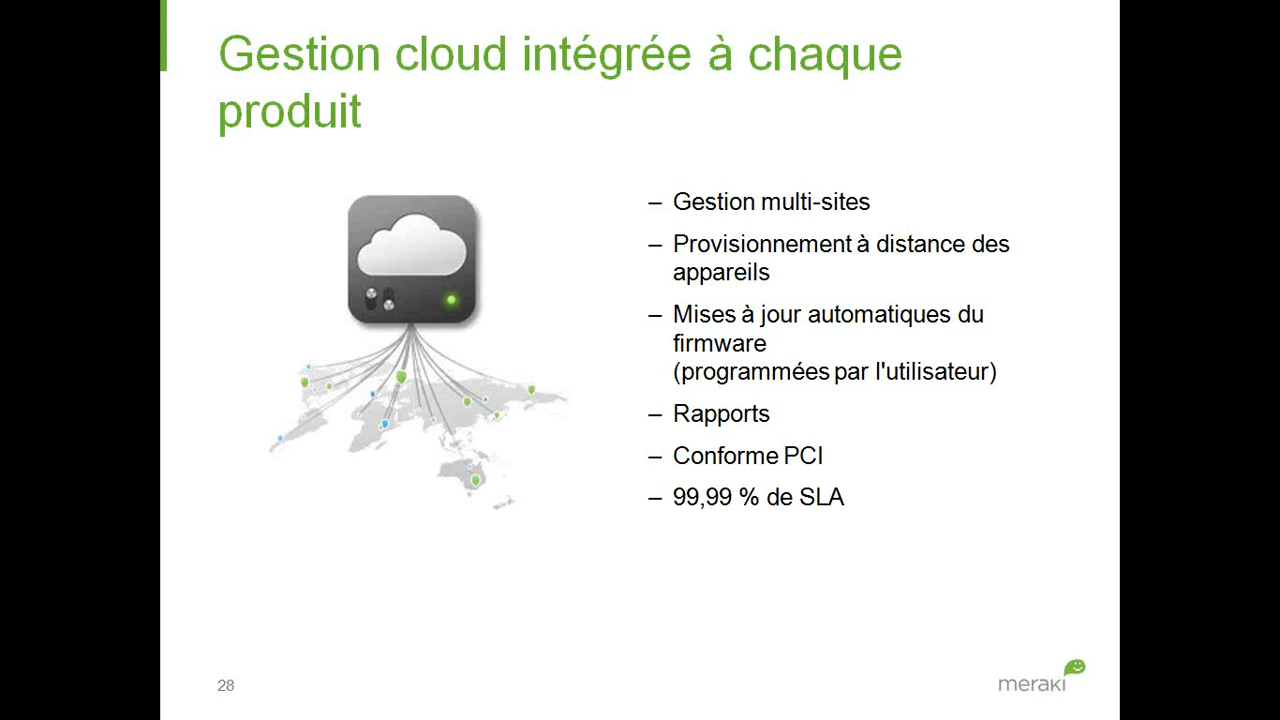 Gestion cloud intégrée à chaque
produit
– Gestion multi-sites
– Provisionnement à distance des
appareils
– Mises à jour automatiques du
firmware
(programmées par l'utilisateur)
– Rapports
– Conforme PCI
– 99,99 % de SLA
28
meraki